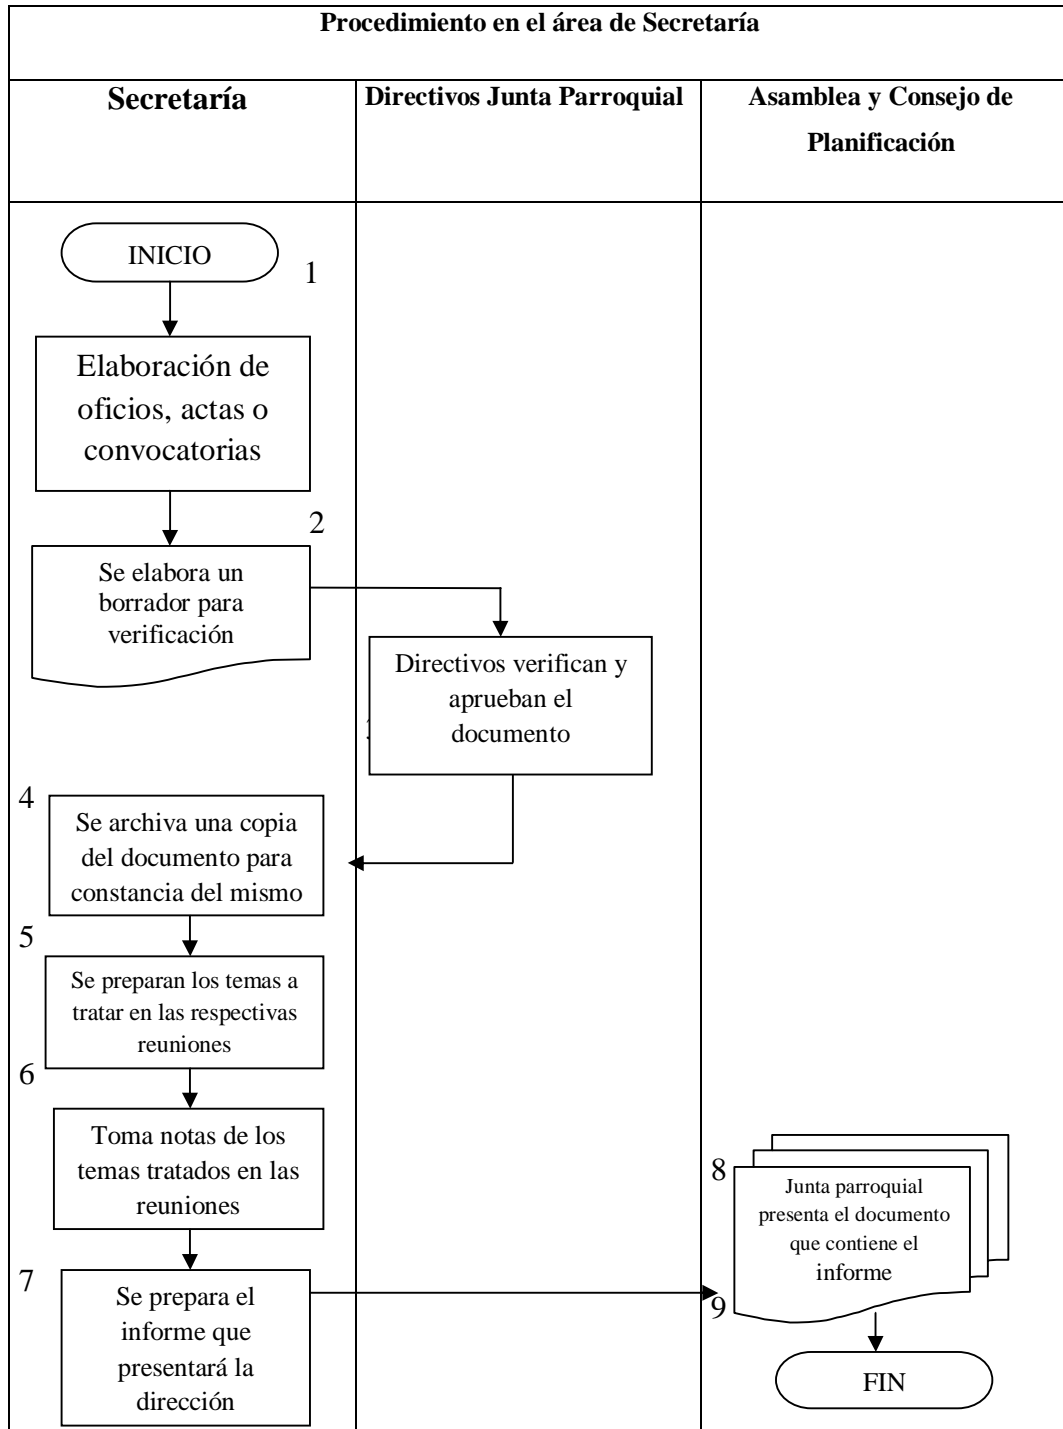 Procedimiento en el área de Secretaría
Secretaría
Directivos Junta Parroquial
Asamblea y Consejo de
Planificación
INICIO
1
Elaboración de
oficios, actas o
convocatorias
2
Se elabora un
borrador para
verificación
Directivos verifican y
aprueban el
documento
4
Se archiva una copia
del documento para
constancia del mismo
5
Se preparan los temas a
tratar en las respectivas
reuniones
6
Toma notas de los
temas tratados en las
reuniones
7
Se prepara el
informe que
presentará la
dirección
8
Junta parroquial
presenta el documento
que contiene el
informe
9
FIN